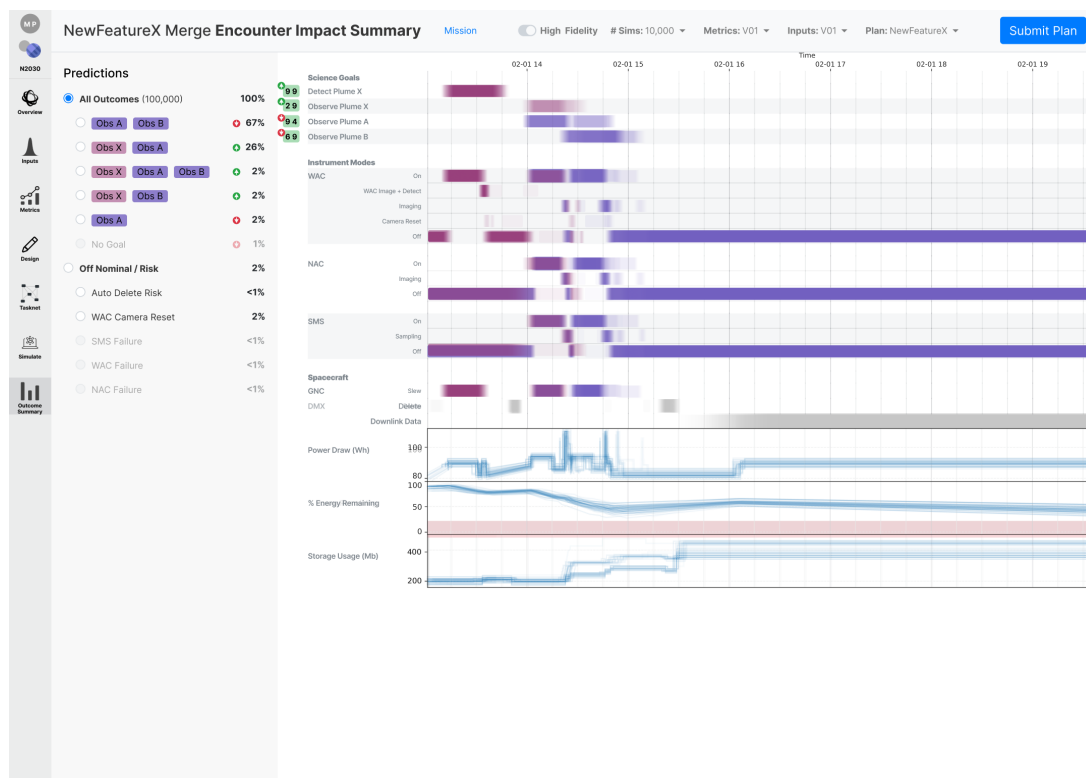 MP
NewFeatureX Merge Encounter Impact Summary
Mission
High Fidelity
# Sims: 10,000
Metrics: V01
Inputs: V01
Plan: NewFeatureX
Submit Plan
N2030
Overview
Inputs
Metrics
Design
Tasknet
Simulate
Outcome
Summary
Predictions
All Outcomes (100,000) 100%
Obs A Obs B 67%
Obs X Obs A 26%
Obs X Obs A Obs B 2%
Obs X Obs B 2%
Obs A 2%
No Goal 1%
Off Nominal / Risk 2%
Auto Delete Risk <1%
WAC Camera Reset 2%
SMS Failure <1%
WAC Failure <1%
NAC Failure <1%
Time
02-01 14 02-01 15 02-01 16 02-01 17 02-01 18 02-01 19
Science Goals
99 Detect Plume X
29 Observe Plume X
94 Observe Plume A
69 Observe Plume B
Instrument Modes
WAC On
WAC Image + Detect
Imaging
Camera Reset
Off
NAC On
Imaging
Off
SMS On
Sampling
Off
Spacecraft
GNC Slew
DMX Delete
Downlink Data
Power Draw (Wh) 100
80
% Energy Remaining 100
50
0
Storage Usage (Mb) 400
200